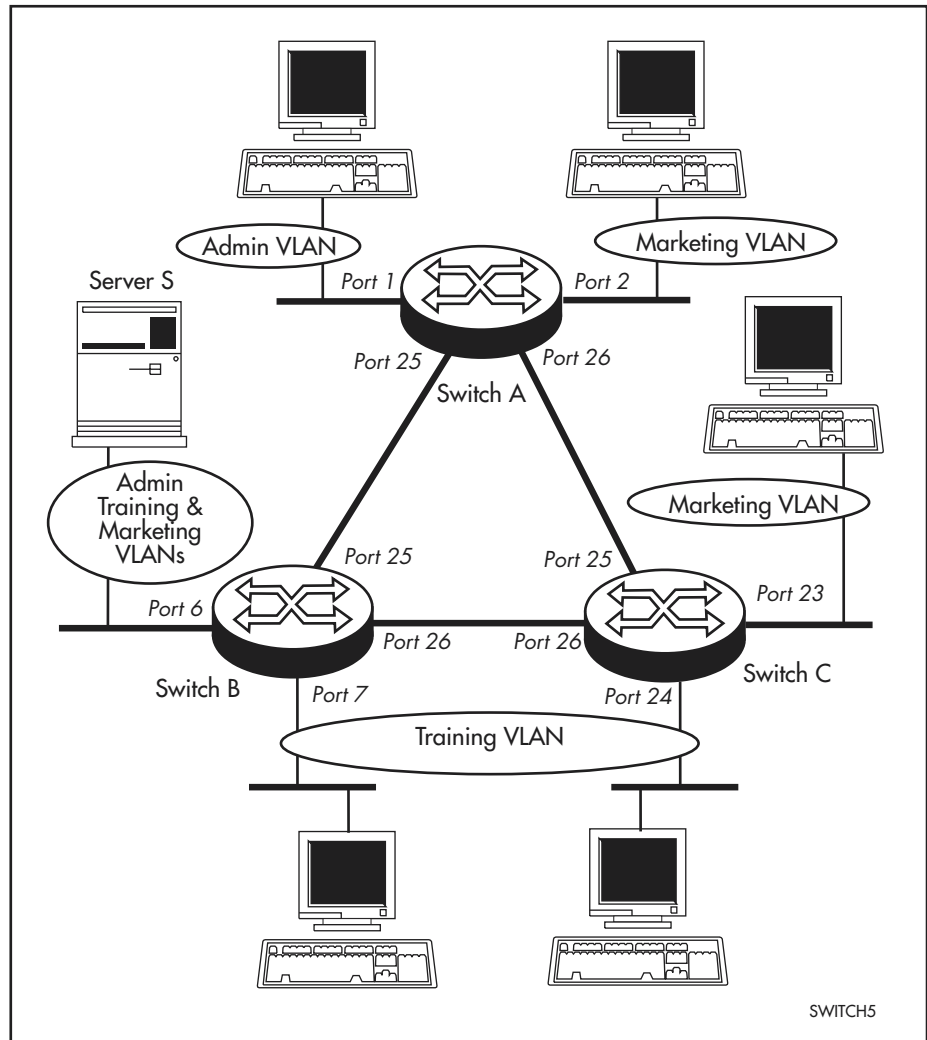 Admin VLAN
Marketing VLAN
Server S
Port 1
Port 2
Port 25
Port 26
Switch A
Admin
Training &
Marketing
VLANs
Marketing VLAN
Port 25
Port 25
Port 6
Port 23
Port 26
Port 26
Switch B
Switch C
Port 7
Port 24
Training VLAN
SWITCH5